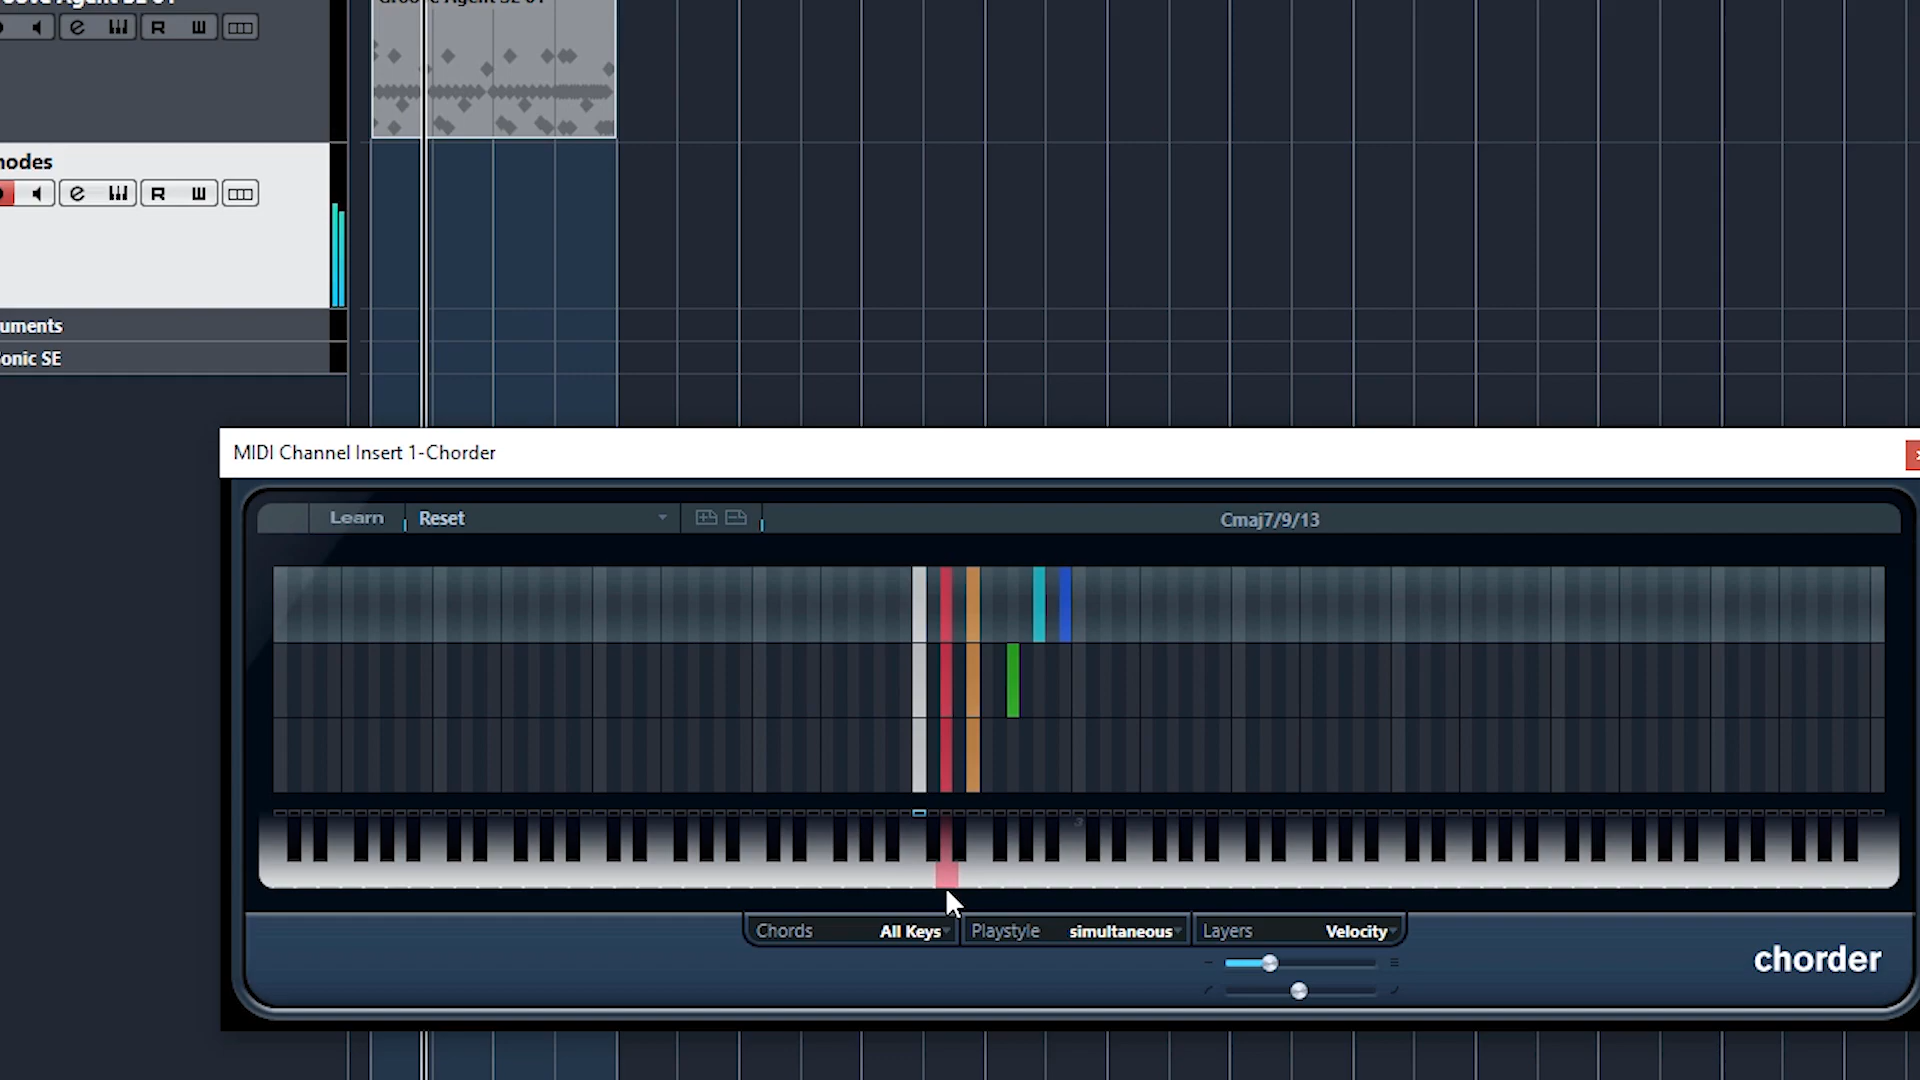 nodes
R
R
uments
onic SE
MIDI Channel Insert 1-Chorder
Learn
Reset
Cmaj7/9/13
3
Chords All Keys
Playstyle simultaneous
Layers Velocity
chorder